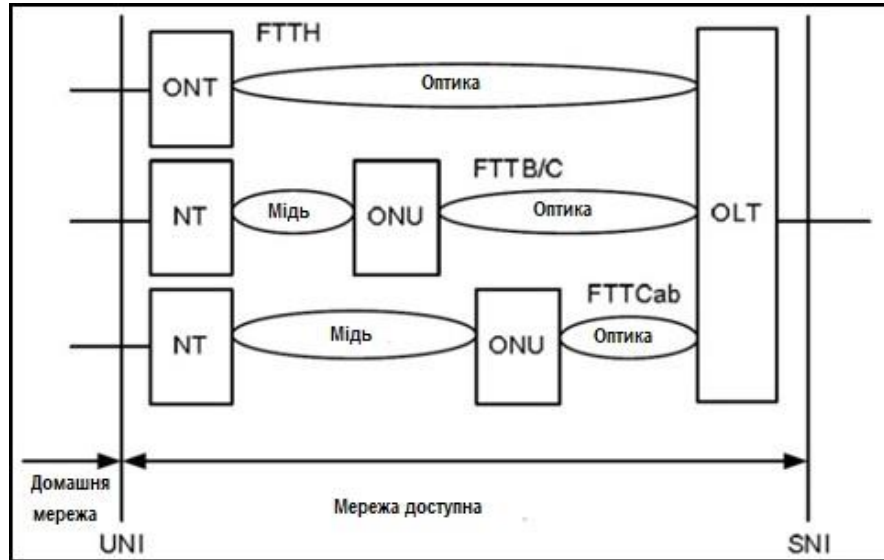 FTTH
ONT
Оптика
FTTB/C
NT
Мідь
ONU
Оптика
OLT
FTTCab
NT
Мідь
ONU
Оптика
Домашня
мережа
Мережа доступна
UNI
SNI